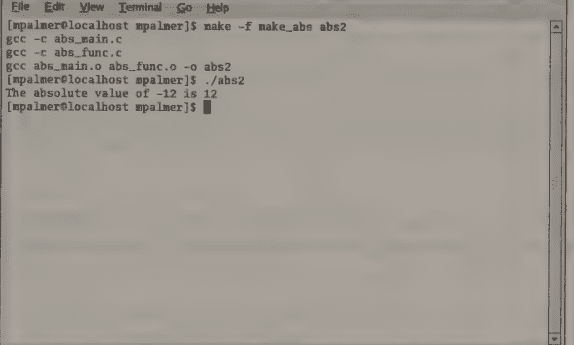 File Edit View Terminal Go Help
[mpalmer@localhost mpalmer]$ make -f make_abs abs2
gcc -c abs_main.c
gcc -c abs_func.c
gcc abs_main.o abs_func.o -o abs2
[mpalmer@localhost mpalmer]$ ./abs2
The absolute value of -12 is 12
[mpalmer@localhost mpalmer]$